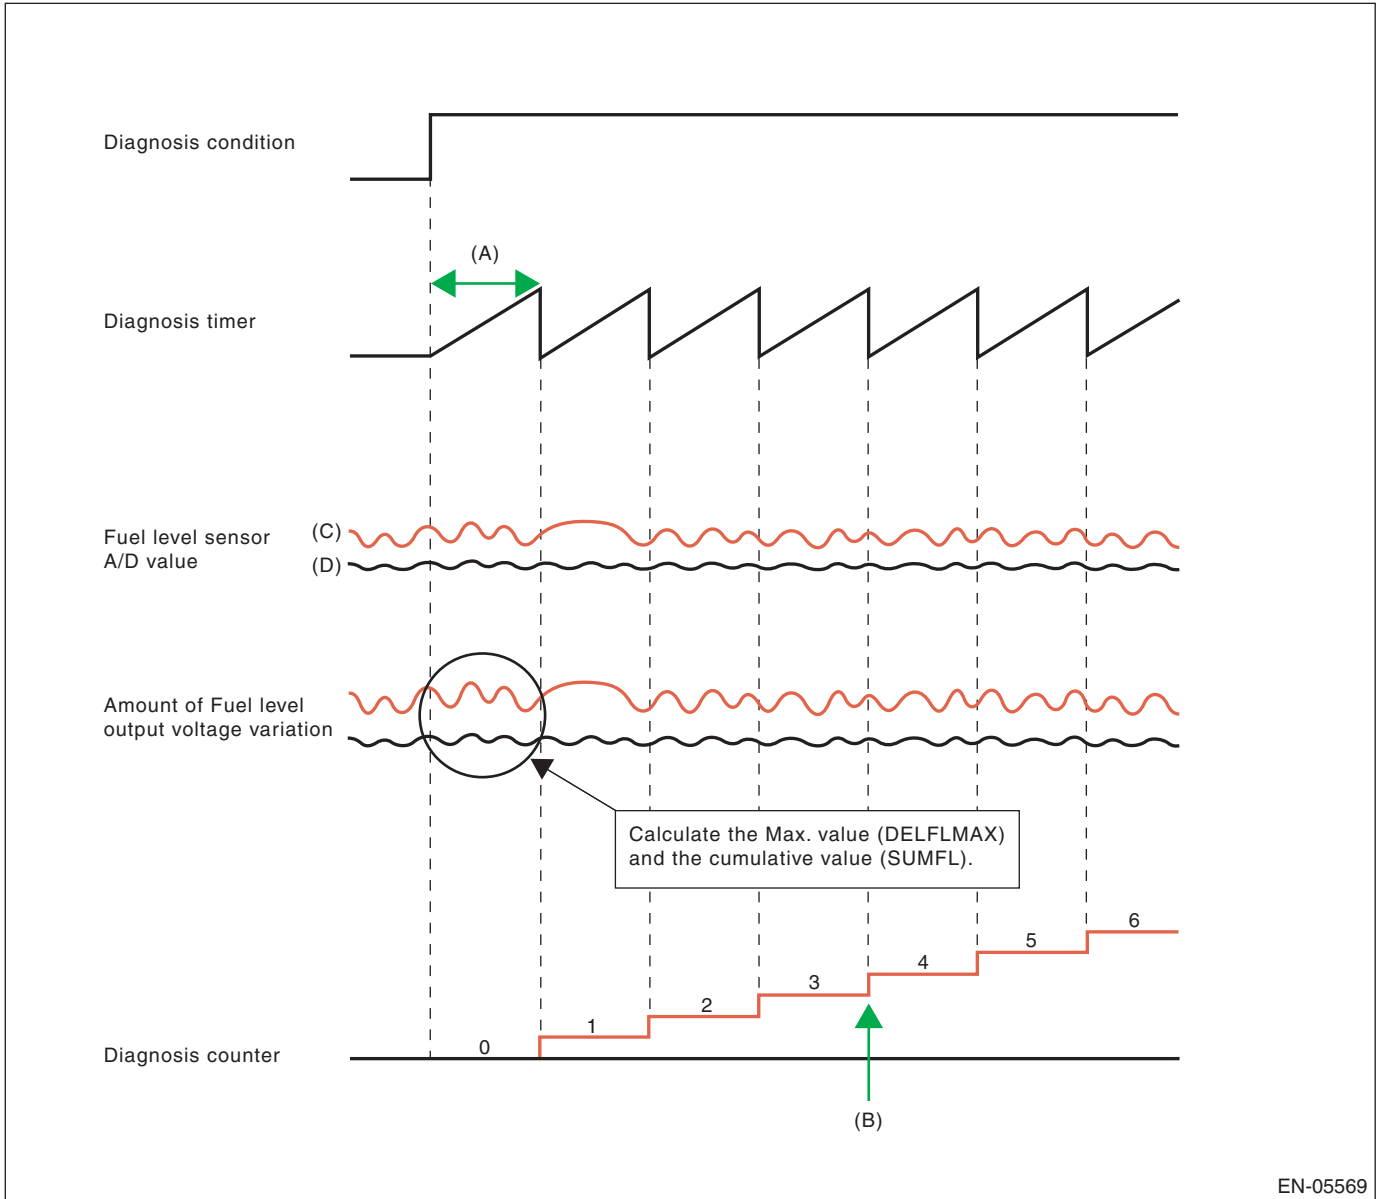 Diagnosis condition
(A)
Diagnosis timer
Fuel level sensor
A/D value
(C)
(D)
Amount of Fuel level
output voltage variation
Calculate the Max. value (DELFLMAX)
and the cumulative value (SUMFL).
Diagnosis counter
0
1
2
3
4
5
6
(B)
EN-05569